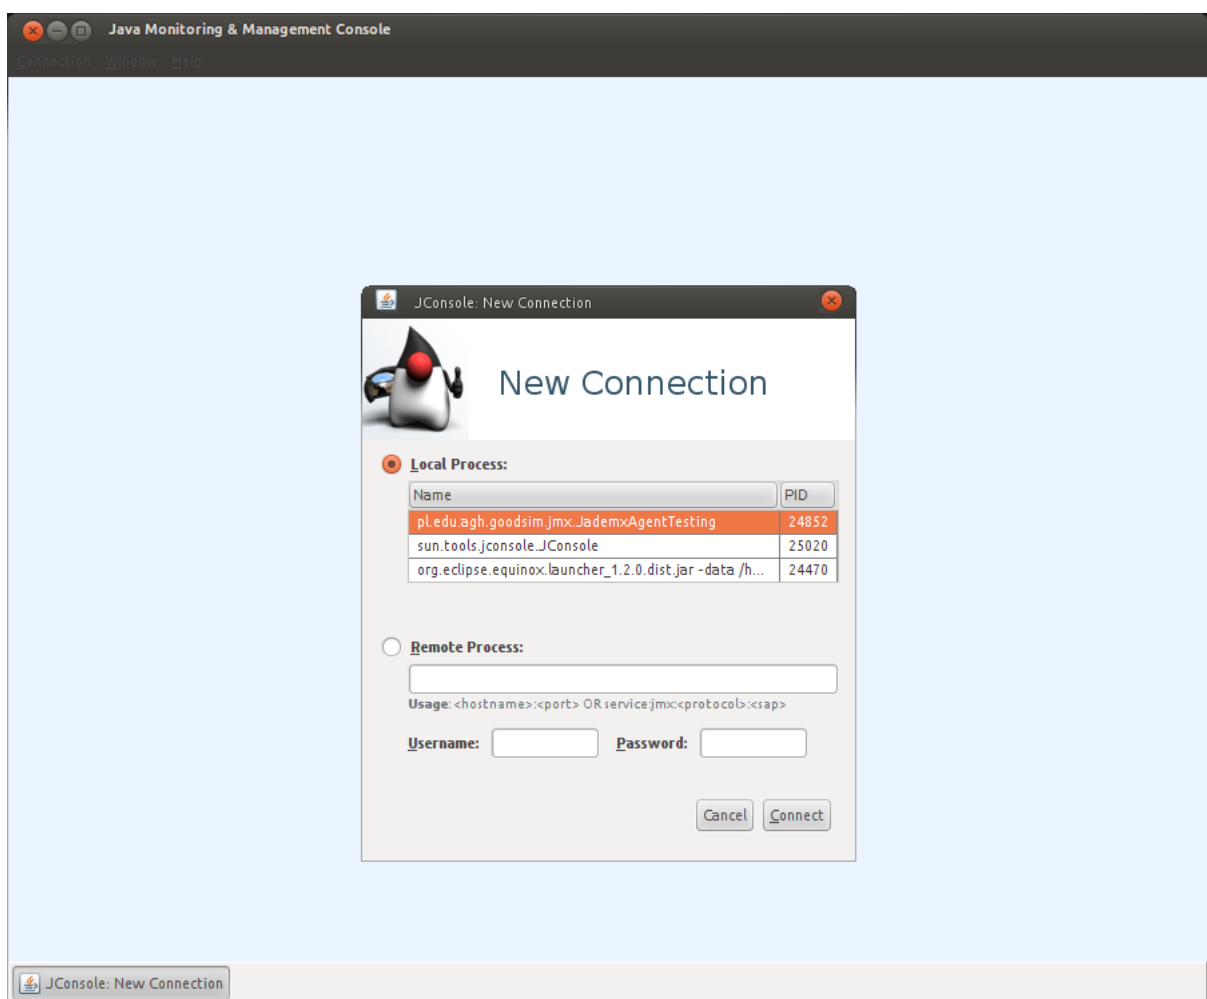 Java Monitoring & Management Console
Connection Window Help
JConsole: New Connection
New Connection
Local Process:
Name PID
pl.edu.agh.goodsim.jmx.JademxAgentTesting 24852
sun.tools.jconsole.JConsole 25020
org.eclipse.equinox.launcher_1.2.0.dist.jar -data /h... 24470
Remote Process:
Usage: <hostname>:<port> OR service:jmx:<protocol>:<sap>
Username: Password:
Cancel Connect
JConsole: New Connection